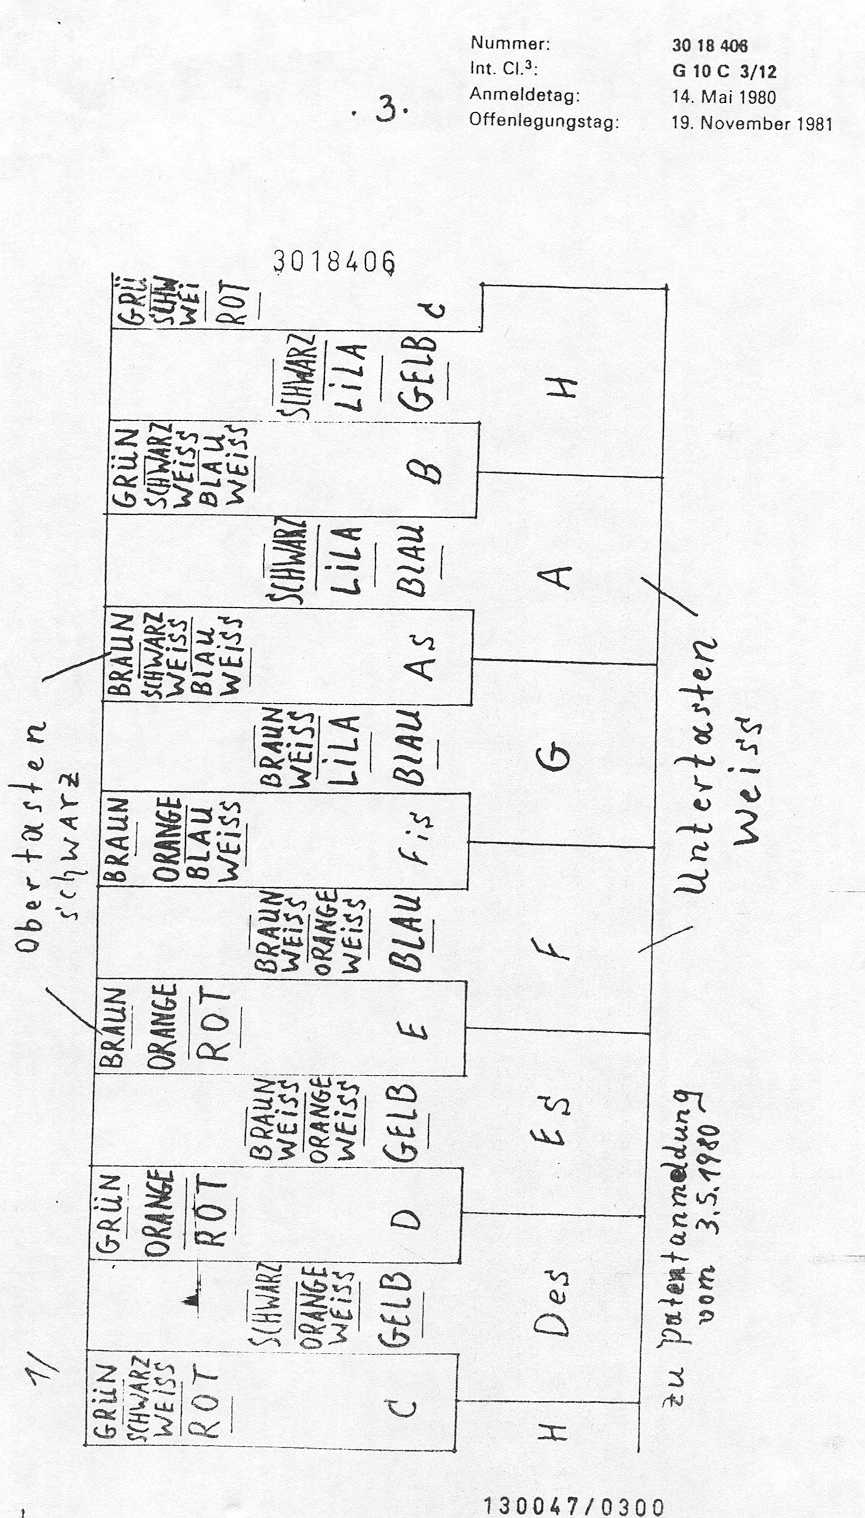 Nummer: 30 18 406
Int. Cl.³: G 10 C 3/12
Anmeldetag: 14. Mai 1980
Offenlegungstag: 19. November 1981
. 3.
3018406
1/
Obertasten
schwarz
GRÜN
SCHWARZ
WEISS
ROT
C
SCHWARZ
ORANGE
WEISS
GELB
GRÜN
ORANGE
ROT
D
BRAUN
WEISS
ORANGE
WEISS
GELB
BRAUN
ORANGE
ROT
E
BRAUN
WEISS
ORANGE
WEISS
BLAU
BRAUN
ORANGE
BLAU
WEISS
Fis
BRAUN
WEISS
LILA
BLAU
BRAUN
SCHWARZ
WEISS
BLAU
WEISS
As
SCHWARZ
LILA
BLAU
GRÜN
SCHWARZ
WEISS
BLAU
WEISS
B
SCHWARZ
LILA
GELB
GRÜ
SCHW
WEI
ROT
c
H
Des
Es
F
G
A
H
Untertasten
weiss
zu Patentanmeldung
vom 3.5.1980
130047/0300